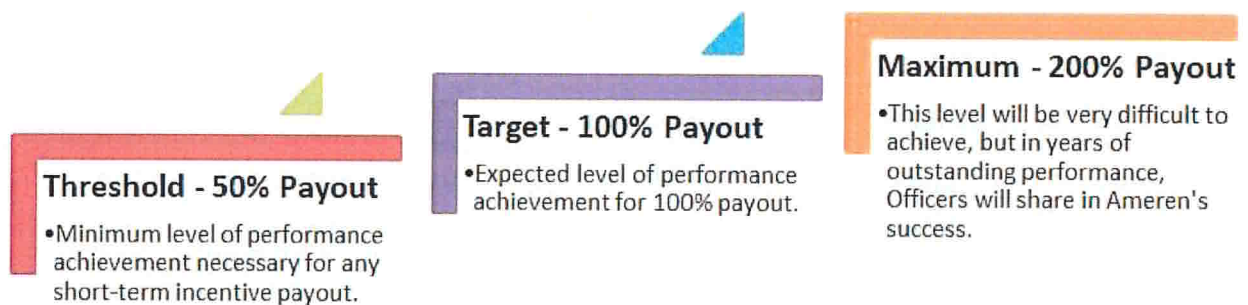 Threshold - 50% Payout
•Minimum level of performance
achievement necessary for any
short-term incentive payout.
Target - 100% Payout
•Expected level of performance
achievement for 100% payout.
Maximum - 200% Payout
•This level will be very difficult to
achieve, but in years of
outstanding performance,
Officers will share in Ameren's
success.